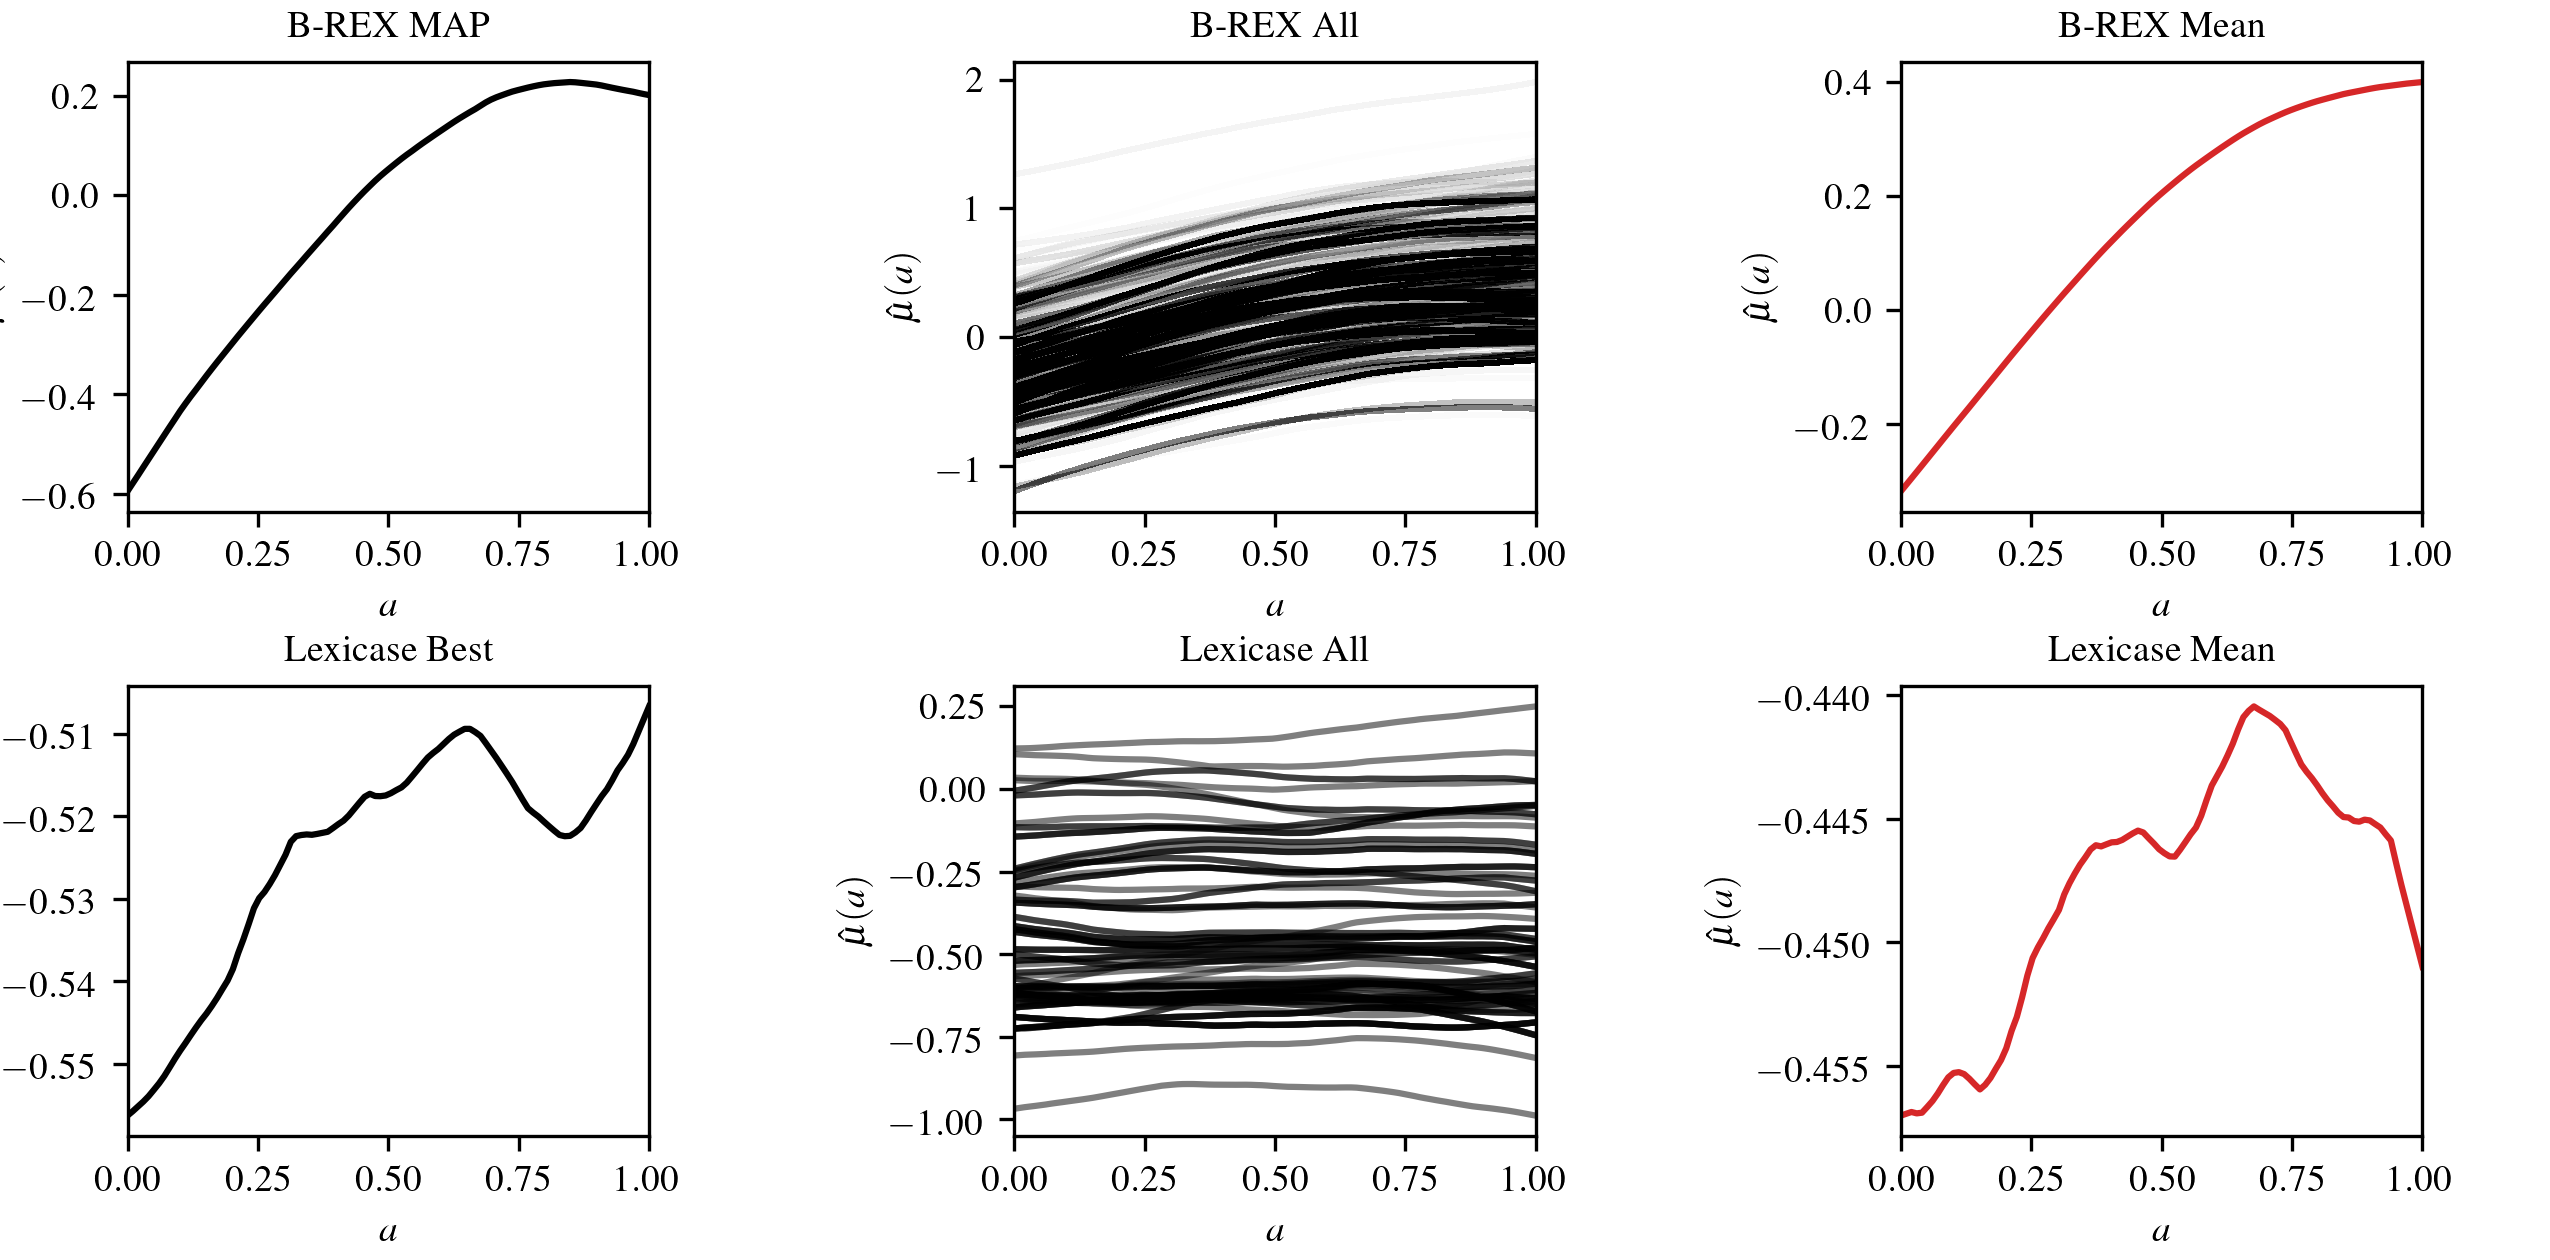 B-REX MAP
0.2
0.0
−0.2
−0.4
−0.6
0.00 0.25 0.50 0.75 1.00
a
B-REX All
2
1
0
−1
μ̂(a)
0.00 0.25 0.50 0.75 1.00
a
B-REX Mean
0.4
0.2
0.0
−0.2
μ̂(a)
0.00 0.25 0.50 0.75 1.00
a
Lexicase Best
−0.51
−0.52
−0.53
−0.54
−0.55
0.00 0.25 0.50 0.75 1.00
a
Lexicase All
0.25
0.00
−0.25
−0.50
−0.75
−1.00
μ̂(a)
0.00 0.25 0.50 0.75 1.00
a
Lexicase Mean
−0.440
−0.445
−0.450
−0.455
μ̂(a)
0.00 0.25 0.50 0.75 1.00
a